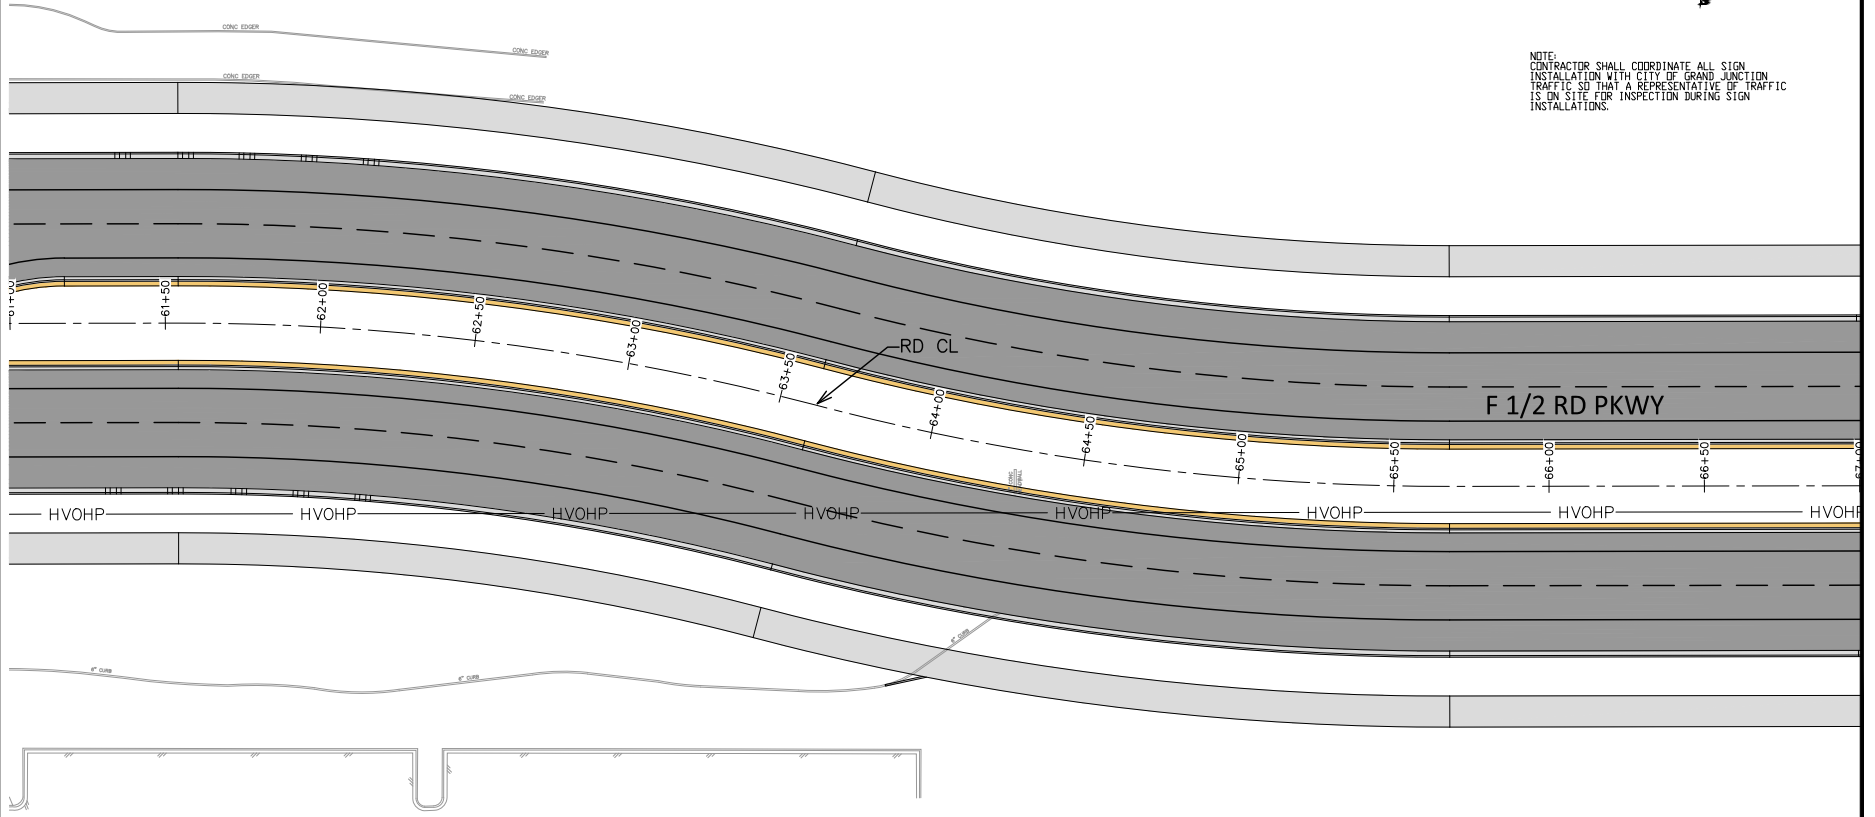 CONC EDGER
CONC EDGER
CONC EDGER
CONC EDGER
NOTE:
CONTRACTOR SHALL COORDINATE ALL SIGN
INSTALLATION WITH CITY OF GRAND JUNCTION
TRAFFIC SO THAT A REPRESENTATIVE OF TRAFFIC
IS ON SITE FOR INSPECTION DURING SIGN
INSTALLATIONS.
61+00
61+50
62+00
62+50
63+00
63+50
64+00
64+50
65+00
65+50
66+00
66+50
67+00
RD CL
F 1/2 RD PKWY
HVOHP
HVOHP
HVOHP
HVOHP
HVOHP
HVOHP
HVOHP
HVOHP
6" CURB
6" CURB
6" CURB